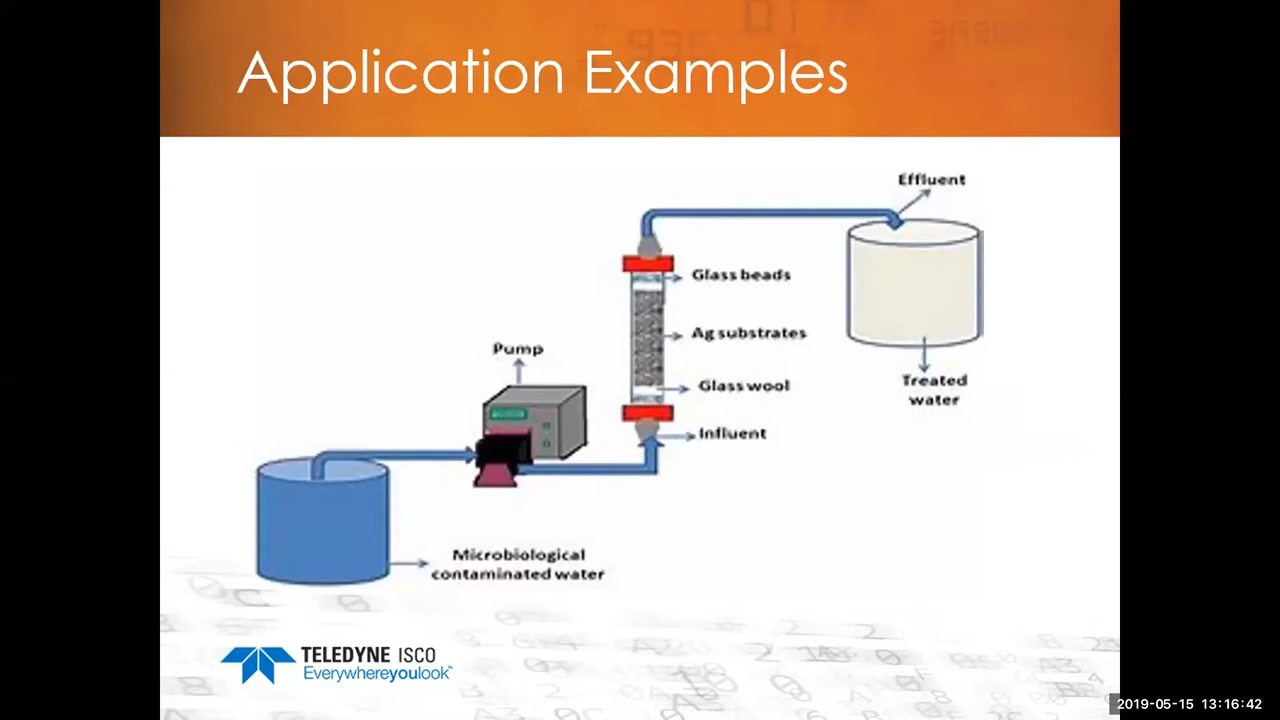 Application Examples
Effluent
Glass beads
Ag substrates
Pump
Treated
water
Glass wool
Influent
Microbiological
contaminated water
TELEDYNE ISCO
Everywhereyoulook™
2019-05-15 13:16:42